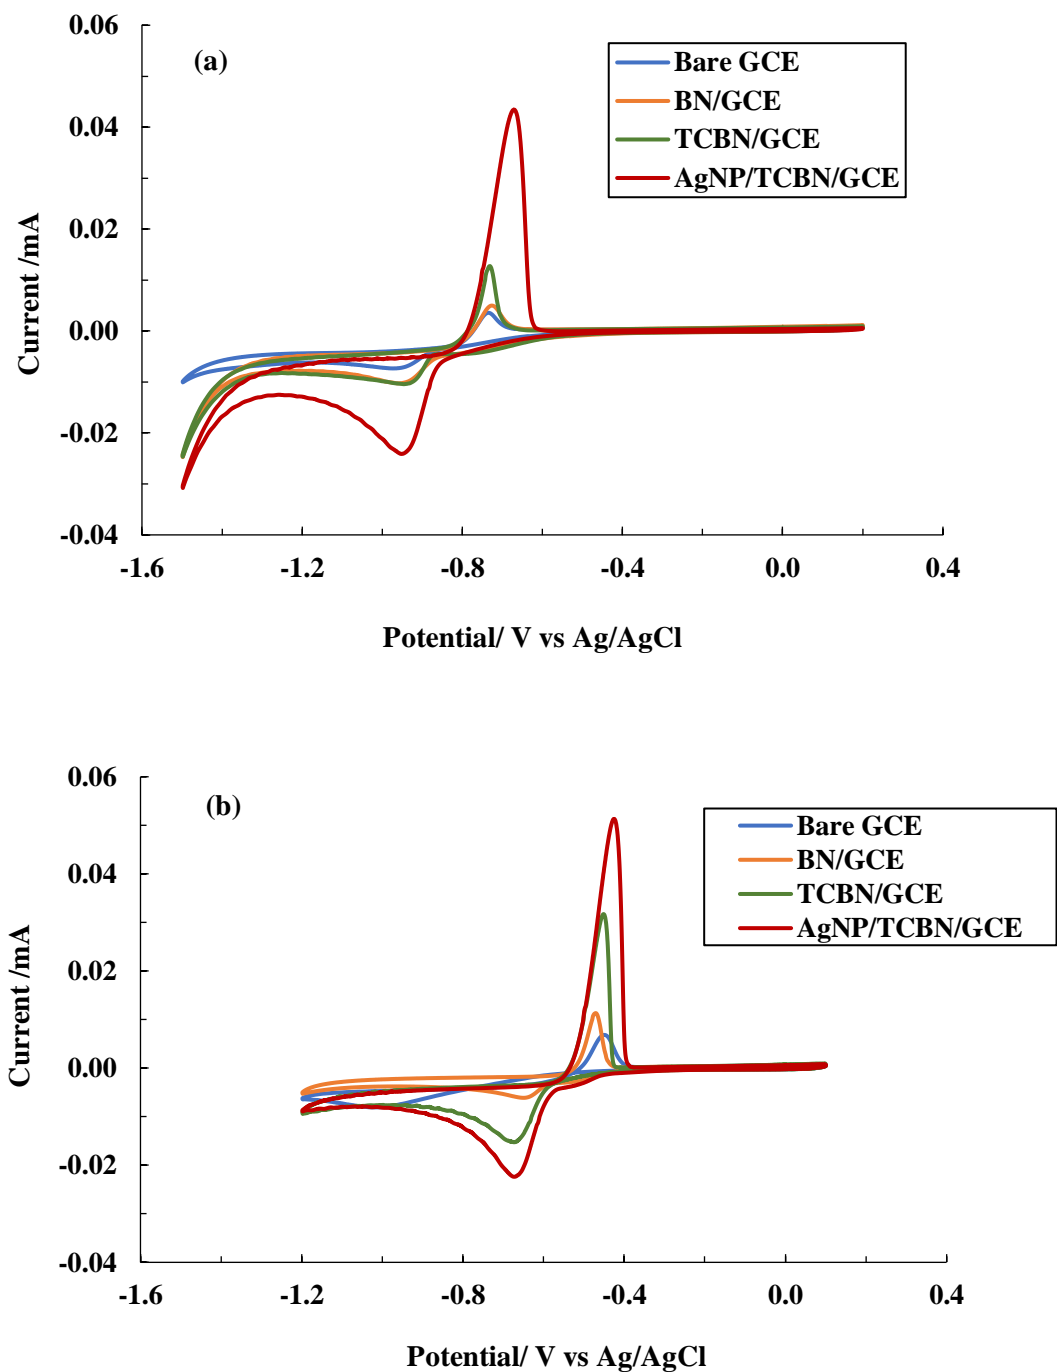 0.06
(a)
Bare GCE
BN/GCE
0.04
TCBN/GCE
AgNP/TCBN/GCE
0.02
0.00
-0.02
-0.04
Current /mA
-1.6 -1.2 -0.8 -0.4 0.0 0.4
Potential/ V vs Ag/AgCl
0.06
(b)
Bare GCE
BN/GCE
0.04
TCBN/GCE
AgNP/TCBN/GCE
0.02
0.00
-0.02
-0.04
Current /mA
-1.6 -1.2 -0.8 -0.4 0.0 0.4
Potential/ V vs Ag/AgCl